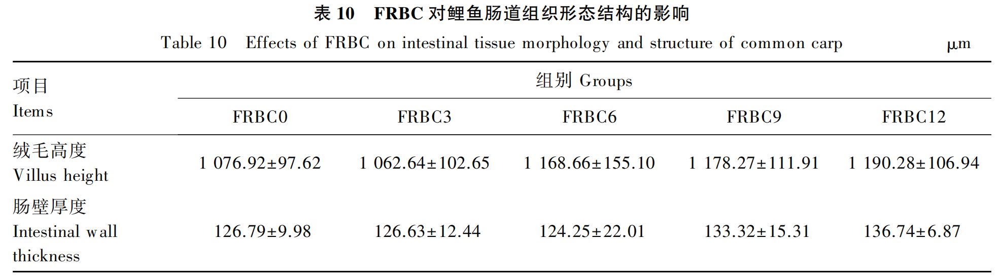 表 10 FRBC 对鲤鱼肠道组织形态结构的影响
Table 10 Effects of FRBC on intestinal tissue morphology and structure of common carp μm
项目
Items
组别 Groups
FRBC0 FRBC3 FRBC6 FRBC9 FRBC12
绒毛高度
Villus height
1 076.92±97.62 1 062.64±102.65 1 168.66±155.10 1 178.27±111.91 1 190.28±106.94
肠壁厚度
Intestinal wall
thickness
126.79±9.98 126.63±12.44 124.25±22.01 133.32±15.31 136.74±6.87